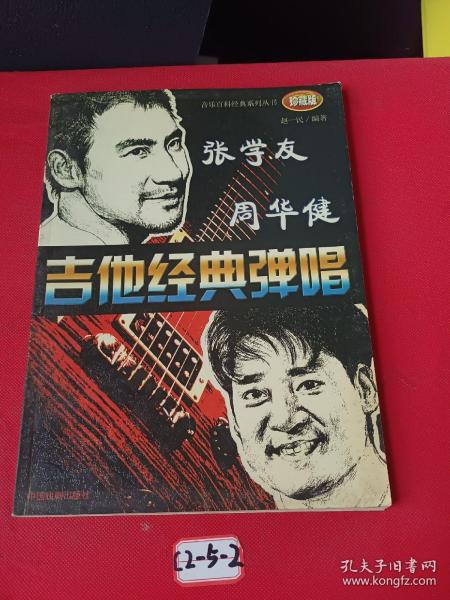 音乐百科经典系列丛书
珍藏版
赵一民/编著
张学友
周华健
吉他经典弹唱
中国戏剧出版社
C2-5-2
孔夫子旧书网
www.kongfz.com